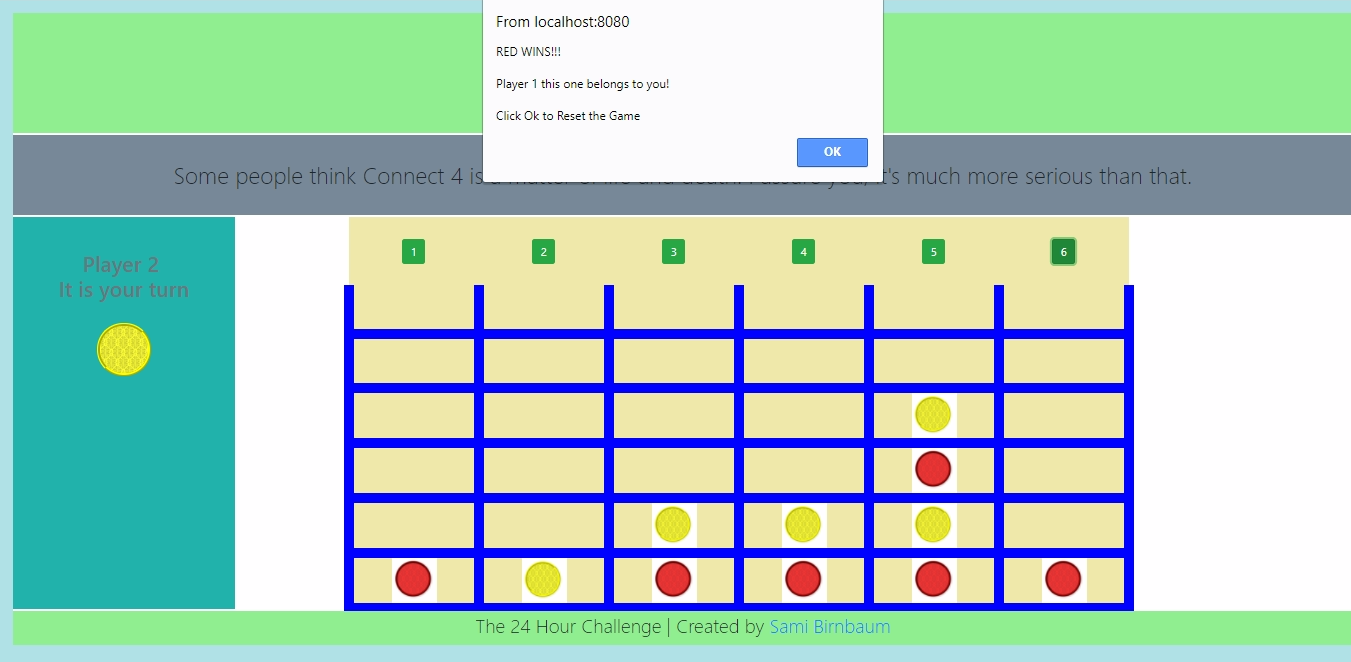 From localhost:8080
RED WINS!!!
Player 1 this one belongs to you!
Click Ok to Reset the Game
OK
Some people think Connect 4 is it's much more serious than that.
Player 2
It is your turn
1 2 3 4 5 6
The 24 Hour Challenge | Created by Sami Birnbaum